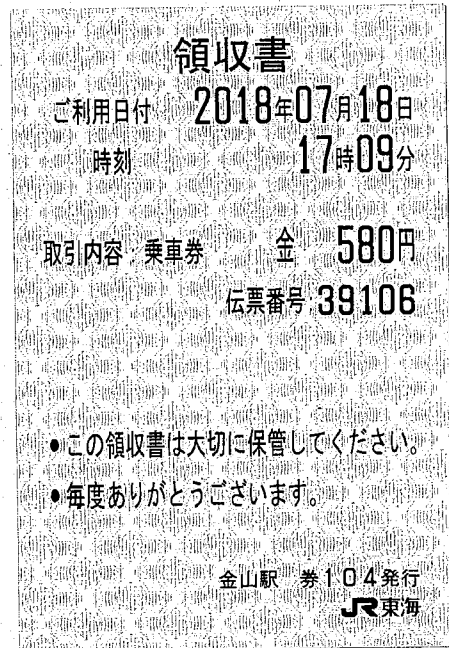 領収書
ご利用日付 2018年07月18日
時刻 17時09分
取引内容：乗車券 金 580円
伝票番号：39106
●この領収書は大切に保管してください。
●毎度ありがとうございます。
金山駅 券104発行
JR東海